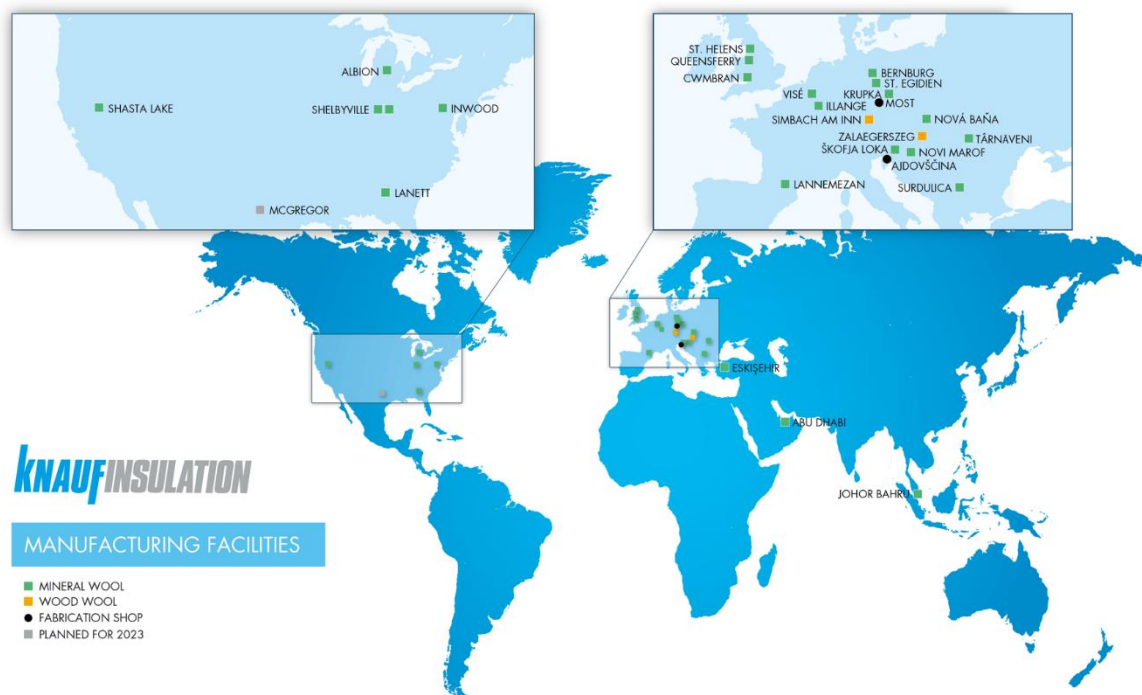 ALBION
SHASTA LAKE
SHELBYVILLE
INWOOD
LANETT
MCGREGOR
ST. HELENS
QUEENSFERRY
CWMBRAN
BERNBURG
ST. EGIDIEN
VISÉ
KRUPKA
MOST
ILLANGE
SIMBACH AM INN
NOVÁ BAŇA
ZALAEGERSZEG
TÂRNAVENI
ŠKOFJA LOKA
NOVI MAROF
AJDOVŠČINA
LANNEMEZAN
SURDULICA
ESKIŞEHİR
ABU DHABI
JOHOR BAHRU
KNAUFINSULATION
MANUFACTURING FACILITIES
MINERAL WOOL
WOOD WOOL
FABRICATION SHOP
PLANNED FOR 2023